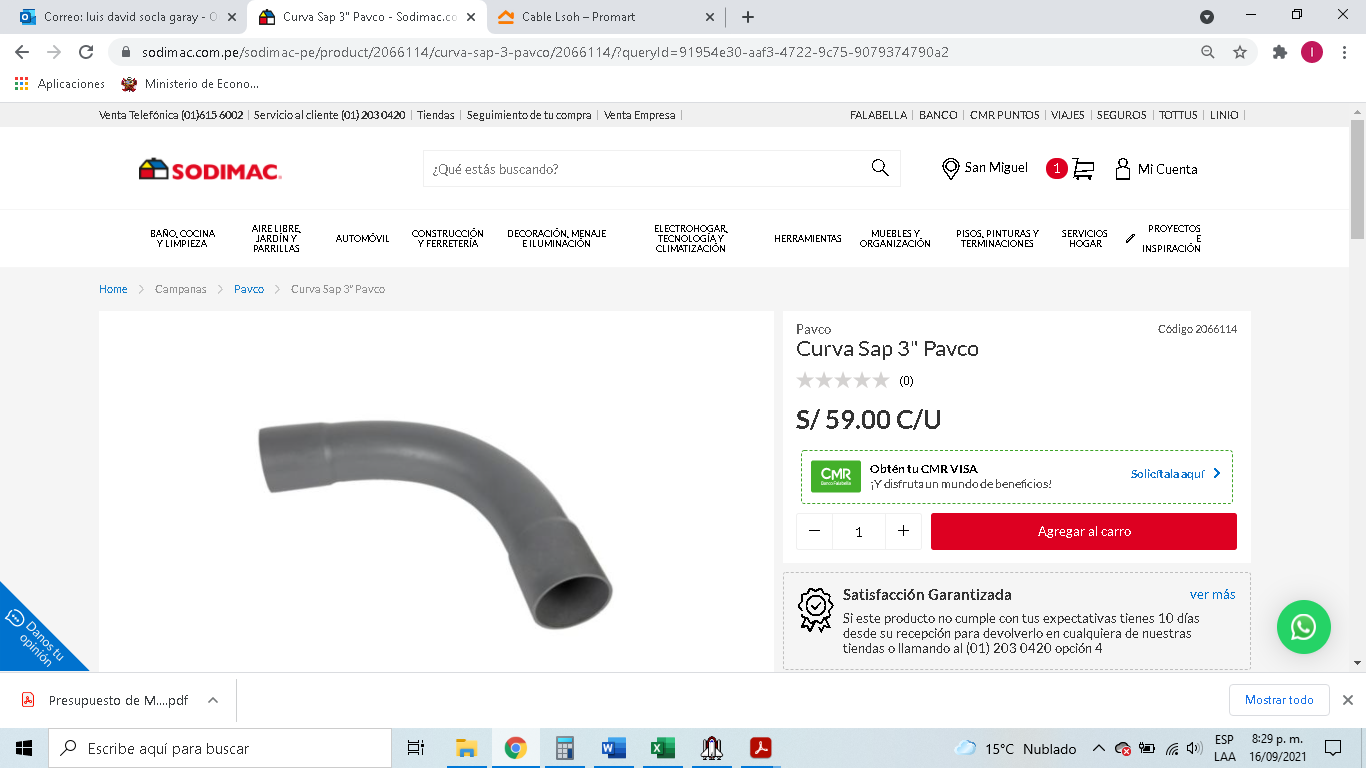 Correo: luis david socla garay - O
Curva Sap 3" Pavco - Sodimac.co
Cable Lsoh – Promart
sodimac.com.pe/sodimac-pe/product/2066114/curva-sap-3-pavco/2066114/?queryId=91954e30-aaf3-4722-9c75-9079374790a2
I
Aplicaciones
Ministerio de Econo...
Venta Telefónica (01)615 6002 | Servicio al cliente (01) 203 0420 | Tiendas | Seguimiento de tu compra | Venta Empresa |
FALABELLA | BANCO | CMR PUNTOS | VIAJES | SEGUROS | TOTTUS | LINIO |
SODIMAC
¿Qué estás buscando?
San Miguel
1
Mi Cuenta
BAÑO, COCINA
Y LIMPIEZA
AIRE LIBRE,
JARDÍN Y
PARRILLAS
AUTOMÓVIL
CONSTRUCCIÓN
Y FERRETERÍA
DECORACIÓN, MENAJE
E ILUMINACIÓN
ELECTROHOGAR,
TECNOLOGÍA Y
CLIMATIZACIÓN
HERRAMIENTAS
MUEBLES Y
ORGANIZACIÓN
PISOS, PINTURAS Y
TERMINACIONES
SERVICIOS
HOGAR
PROYECTOS
E
INSPIRACIÓN
Home > Campanas > Pavco > Curva Sap 3" Pavco
Pavco
Código 2066114
Curva Sap 3" Pavco
(0)
S/ 59.00 C/U
CMR
Banco Falabella
Obtén tu CMR VISA
¡Y disfruta un mundo de beneficios!
Solicítala aquí
− 1 +
Agregar al carro
Satisfacción Garantizada
ver más
Si este producto no cumple con tus expectativas tienes 10 días
desde su recepción para devolverlo en cualquiera de nuestras
tiendas o llamando al (01) 203 0420 opción 4
Danos tu
opinión
Presupuesto de M....pdf
Mostrar todo
Escribe aquí para buscar
15°C Nublado
ESP
LAA
8:29 p. m.
16/09/2021